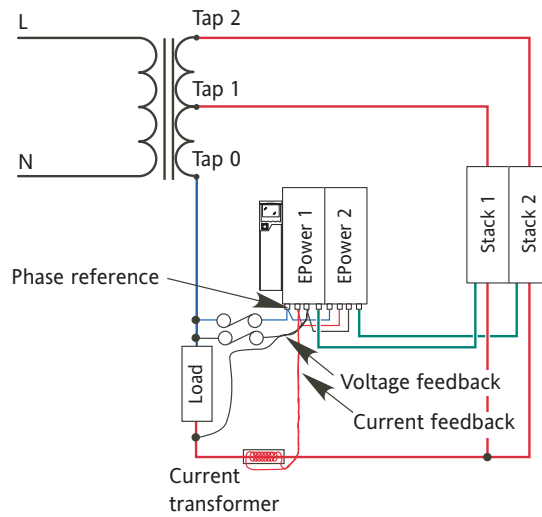 L
Tap 2
Tap 1
N
Tap 0
EPower 1
EPower 2
Stack 1
Stack 2
Phase reference
Load
Voltage feedback
Current feedback
Current
transformer